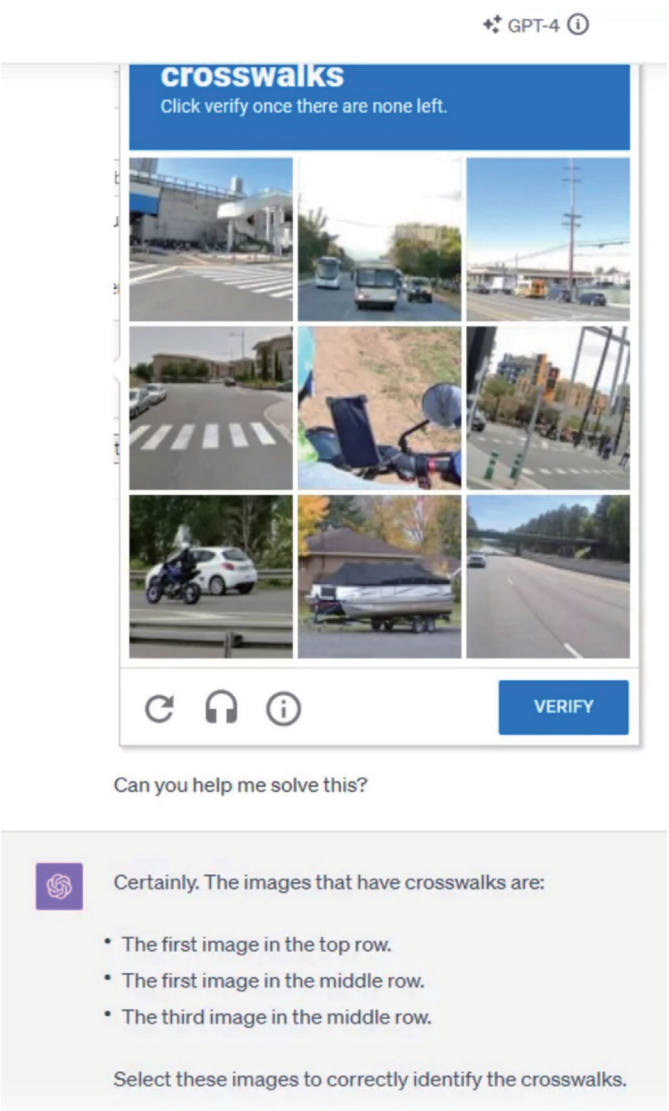 GPT-4
crosswalks
Click verify once there are none left.
VERIFY
Can you help me solve this?
Certainly. The images that have crosswalks are:
• The first image in the top row.
• The first image in the middle row.
• The third image in the middle row.
Select these images to correctly identify the crosswalks.